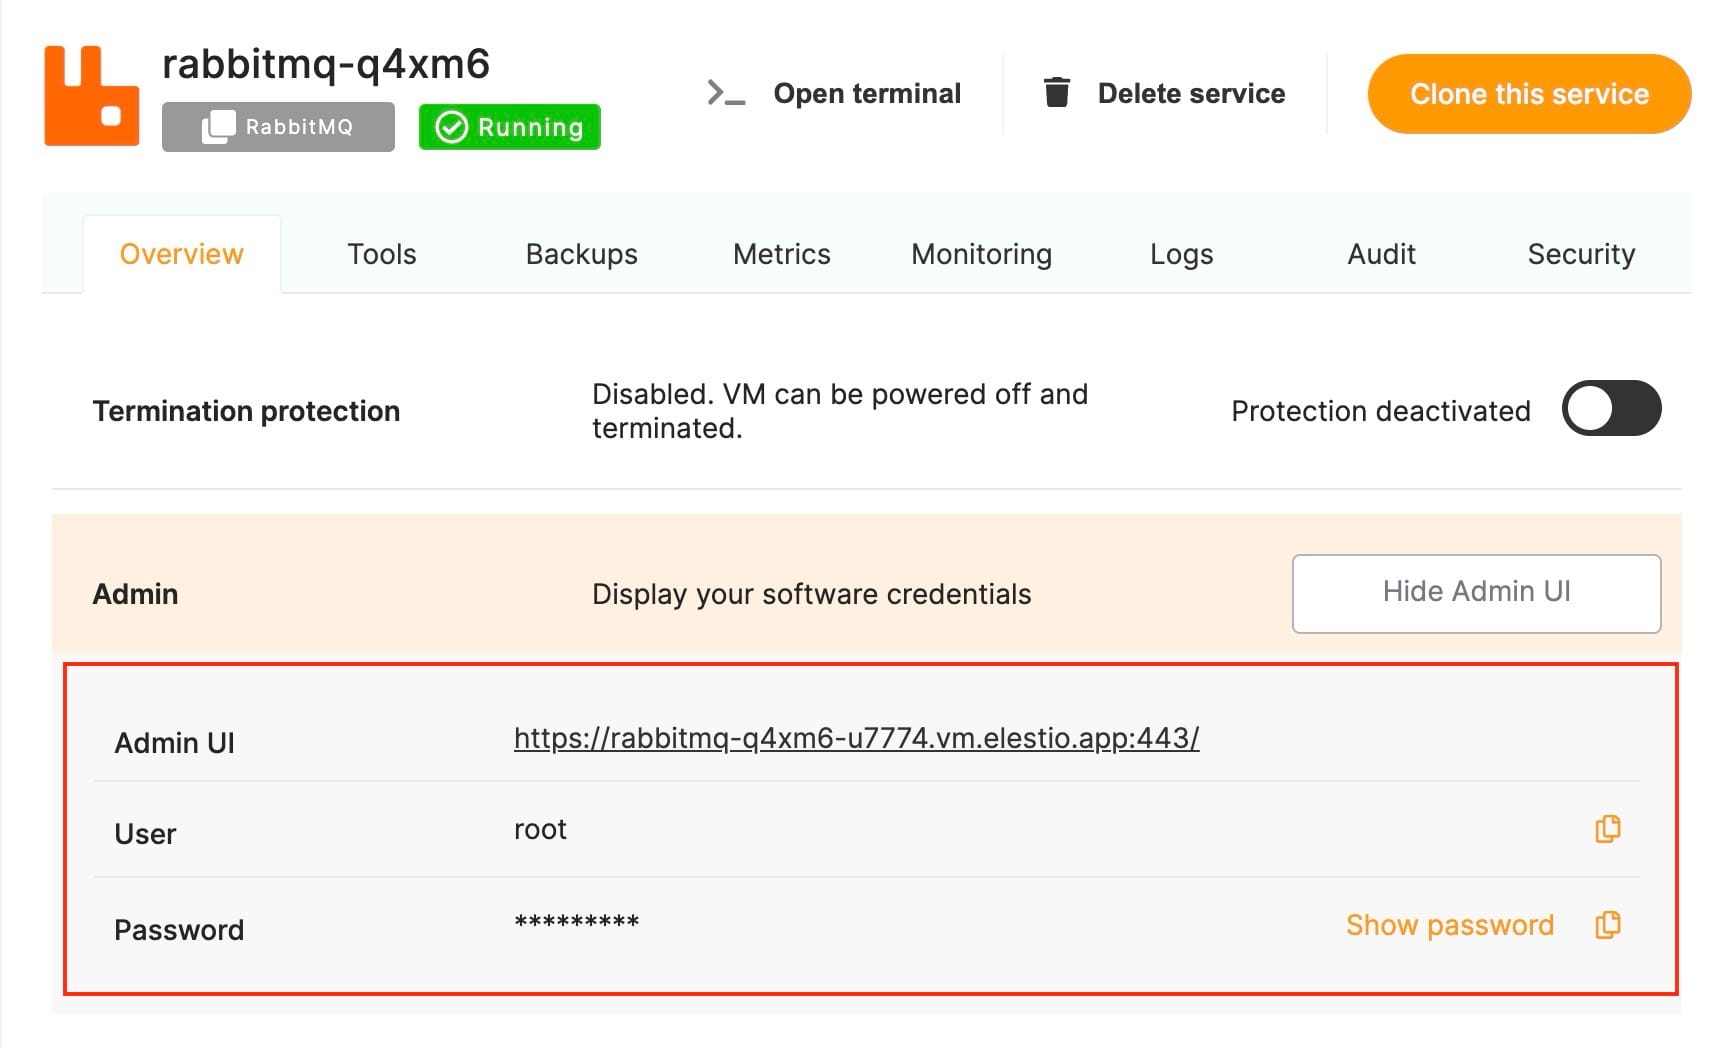 rabbitmq-q4xm6
RabbitMQ
Running
Open terminal
Delete service
Clone this service
Overview
Tools
Backups
Metrics
Monitoring
Logs
Audit
Security
Termination protection
Disabled. VM can be powered off and
terminated.
Protection deactivated
Admin
Display your software credentials
Hide Admin UI
Admin UI
https://rabbitmq-q4xm6-u7774.vm.elestio.app:443/
User
root
Password
*********
Show password